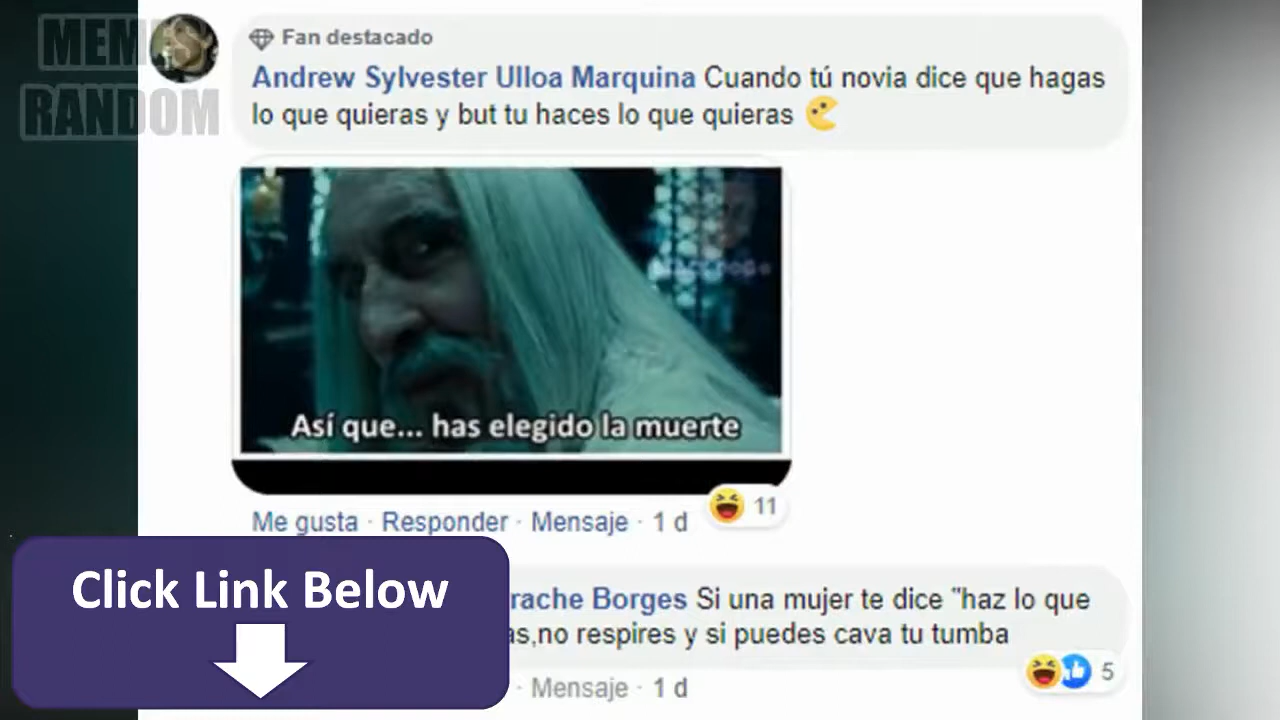 MEMES
RANDOM
Fan destacado
Andrew Sylvester Ulloa Marquina Cuando tú novia dice que hagas
lo que quieras y but tu haces lo que quieras
Así que... has elegido la muerte
11
Me gusta · Responder · Mensaje · 1 d
Click Link Below
rache Borges Si una mujer te dice "haz lo que
as,no respires y si puedes cava tu tumba
5
· Mensaje · 1 d